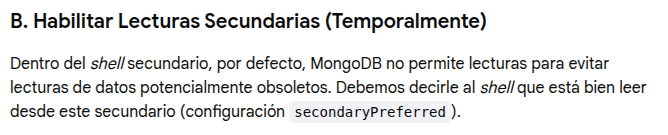 B. Habilitar Lecturas Secundarias (Temporalmente)
Dentro del shell secundario, por defecto, MongoDB no permite lecturas para evitar
lecturas de datos potencialmente obsoletos. Debemos decirle al shell que está bien leer
desde este secundario (configuración secondaryPreferred ).